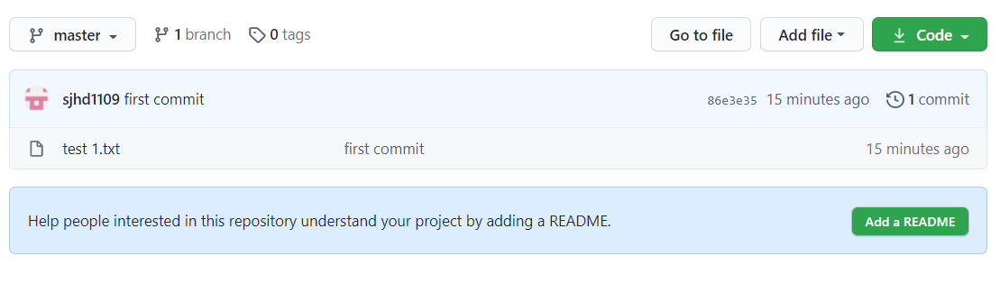 master 1 branch 0 tags Go to file Add file Code
sjhd1109 first commit 86e3e35 15 minutes ago 1 commit
test 1.txt first commit 15 minutes ago
Help people interested in this repository understand your project by adding a README. Add a README